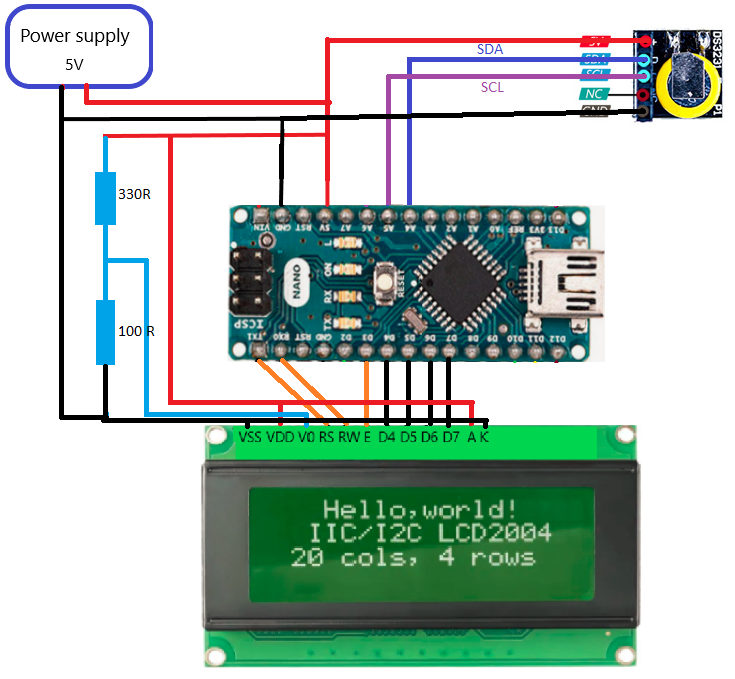 Power supply
5V
SDA
SCL
5V
SDA
SCL
NC
GND
DS3231
330R
100 R
VIN GND RST 5V A7 A6 A5 A4 A3 A2 A1 A0 REF 3V3 D13
L
ON
RX
TX
NANO
RESET
ICSP
TX1 RX0 RST GND D2 D3 D4 D5 D6 D7 D8 D9 D10 D11 D12
VSS VDD V0 RS RW E D4 D5 D6 D7 A K
Hello,world!
IIC/I2C LCD2004
20 cols, 4 rows